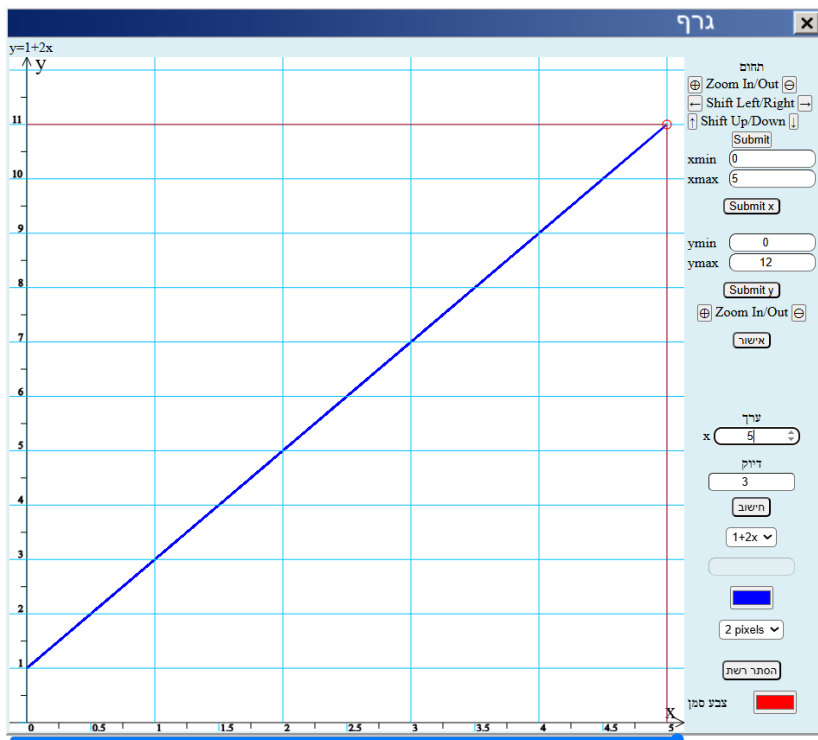 גרף
y=1+2x
y
11
10
9
8
7
6
5
4
3
2
1
0 0.5 1 1.5 2 2.5 3 3.5 4 4.5 5
x
תחום
⊕ Zoom In/Out ⊖
← Shift Left/Right →
↑ Shift Up/Down ↓
Submit
xmin 0
xmax 5
Submit x
ymin 0
ymax 12
Submit y
⊕ Zoom In/Out ⊖
אישור
ערך
x 5
דיוק
3
חישוב
1+2x
2 pixels
הסתר רשת
צבע סמן